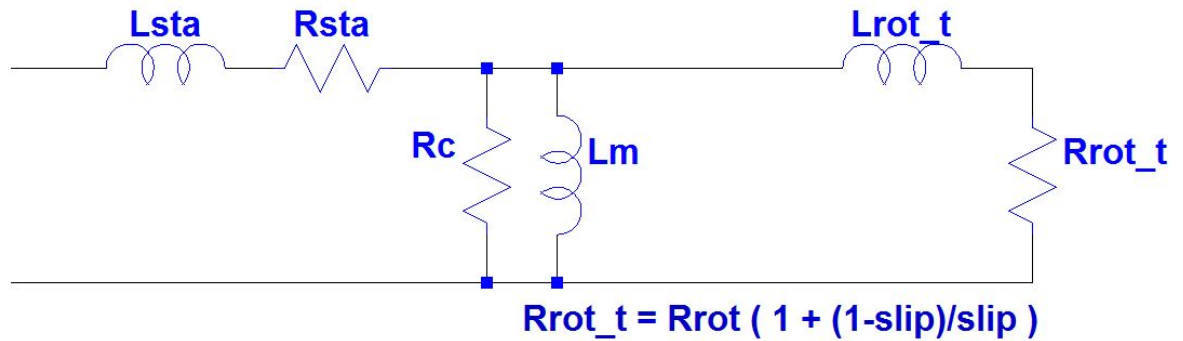 Lsta
Rsta
Lrot_t
Rc
Lm
Rrot_t
Rrot_t = Rrot ( 1 + (1-slip)/slip )